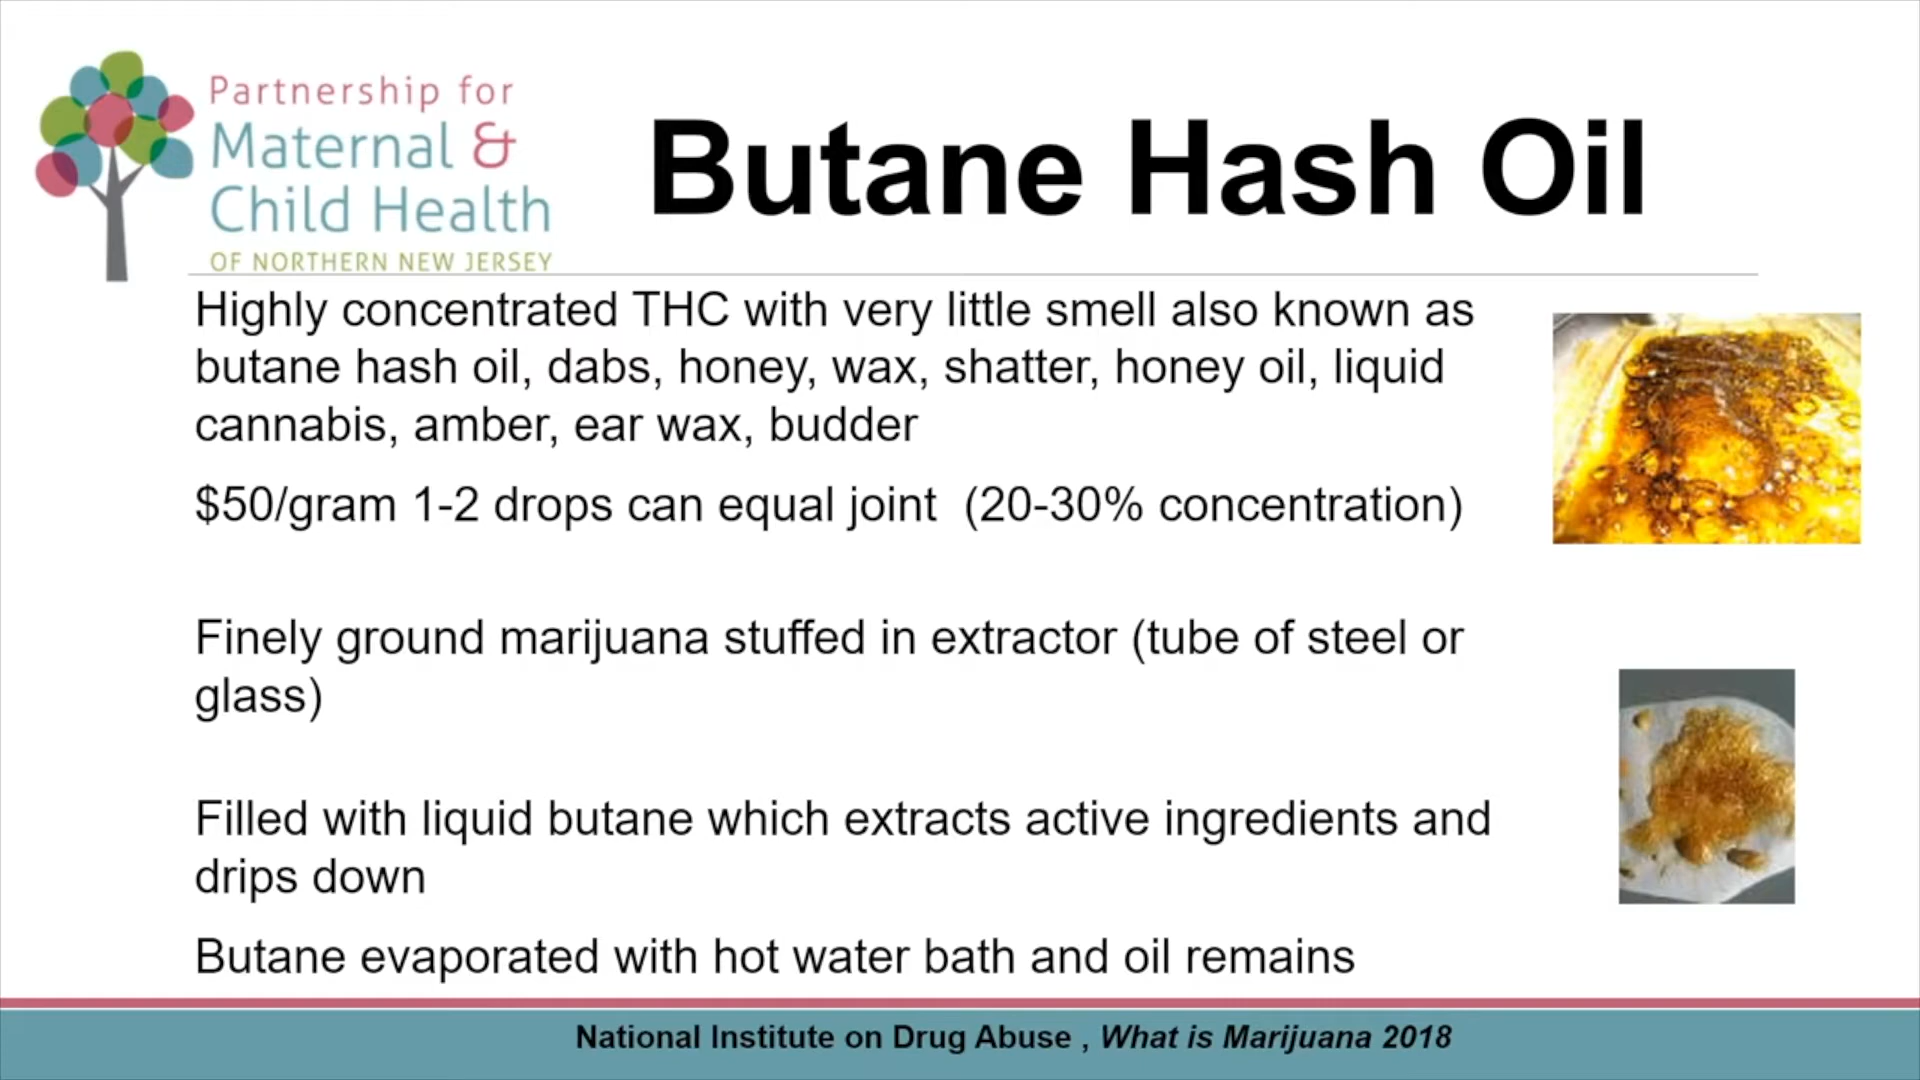 Partnership for
Maternal &
Child Health
OF NORTHERN NEW JERSEY
Butane Hash Oil
Highly concentrated THC with very little smell also known as
butane hash oil, dabs, honey, wax, shatter, honey oil, liquid
cannabis, amber, ear wax, budder
$50/gram 1-2 drops can equal joint  (20-30% concentration)
Finely ground marijuana stuffed in extractor (tube of steel or
glass)
Filled with liquid butane which extracts active ingredients and
drips down
Butane evaporated with hot water bath and oil remains
National Institute on Drug Abuse , What is Marijuana 2018